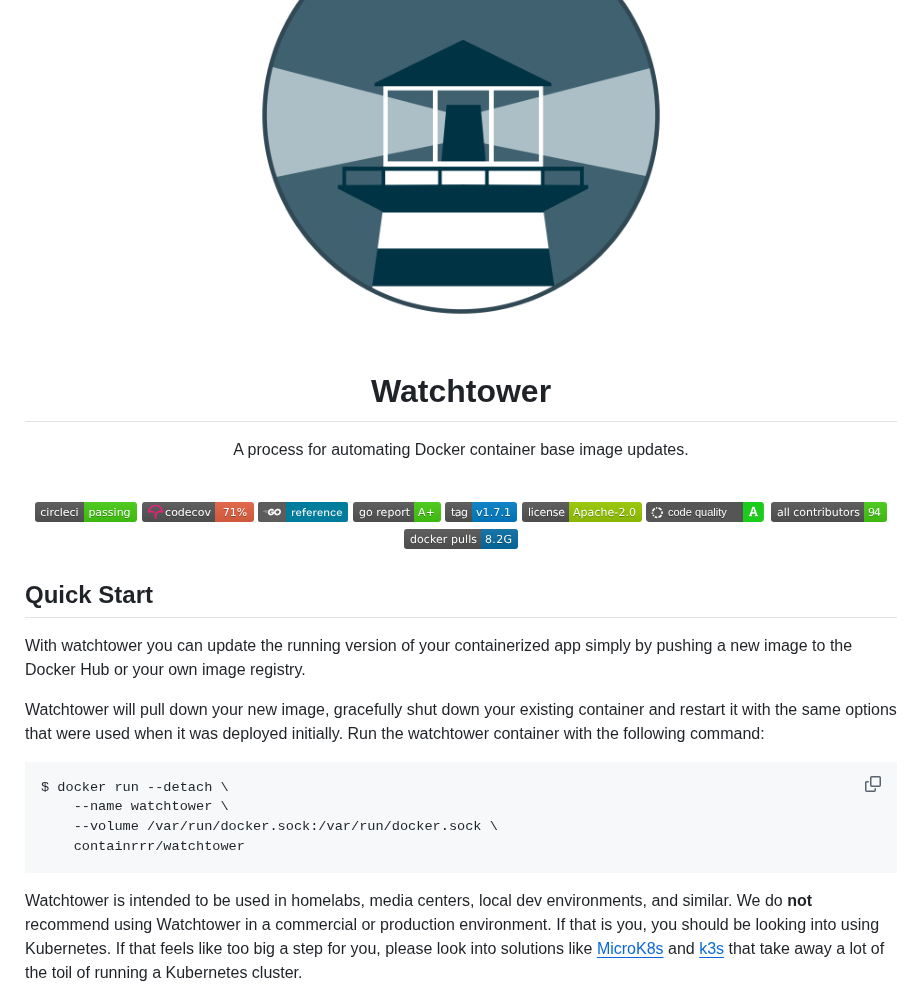 Watchtower
A process for automating Docker container base image updates.
circleci passing codecov 71% GO reference go report A+ tag v1.7.1 license Apache-2.0 code quality A all contributors 94
docker pulls 8.2G
Quick Start
With watchtower you can update the running version of your containerized app simply by pushing a new image to the
Docker Hub or your own image registry.
Watchtower will pull down your new image, gracefully shut down your existing container and restart it with the same options
that were used when it was deployed initially. Run the watchtower container with the following command:
$ docker run --detach \
    --name watchtower \
    --volume /var/run/docker.sock:/var/run/docker.sock \
    containrrr/watchtower
Watchtower is intended to be used in homelabs, media centers, local dev environments, and similar. We do not
recommend using Watchtower in a commercial or production environment. If that is you, you should be looking into using
Kubernetes. If that feels like too big a step for you, please look into solutions like MicroK8s and k3s that take away a lot of
the toil of running a Kubernetes cluster.